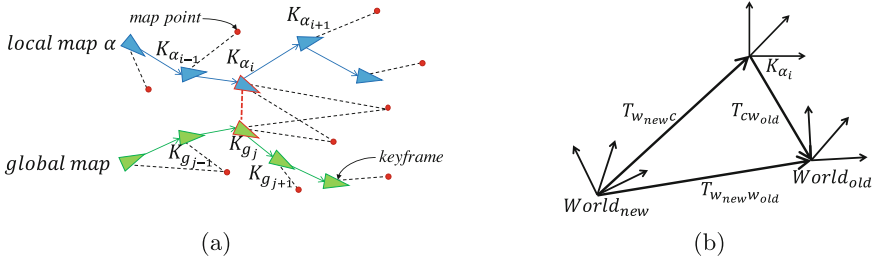 map point
K_{α_{i+1}}
local map α
K_{α_{i-1}}
K_{α_i}
K_{g_j}
K_{g_{j-1}}
global map
K_{g_{j+1}}
keyframe
(a)
K_{α_i}
T_{w_{new}c}
T_{cw_{old}}
World_{old}
World_{new}
T_{w_{new}w_{old}}
(b)